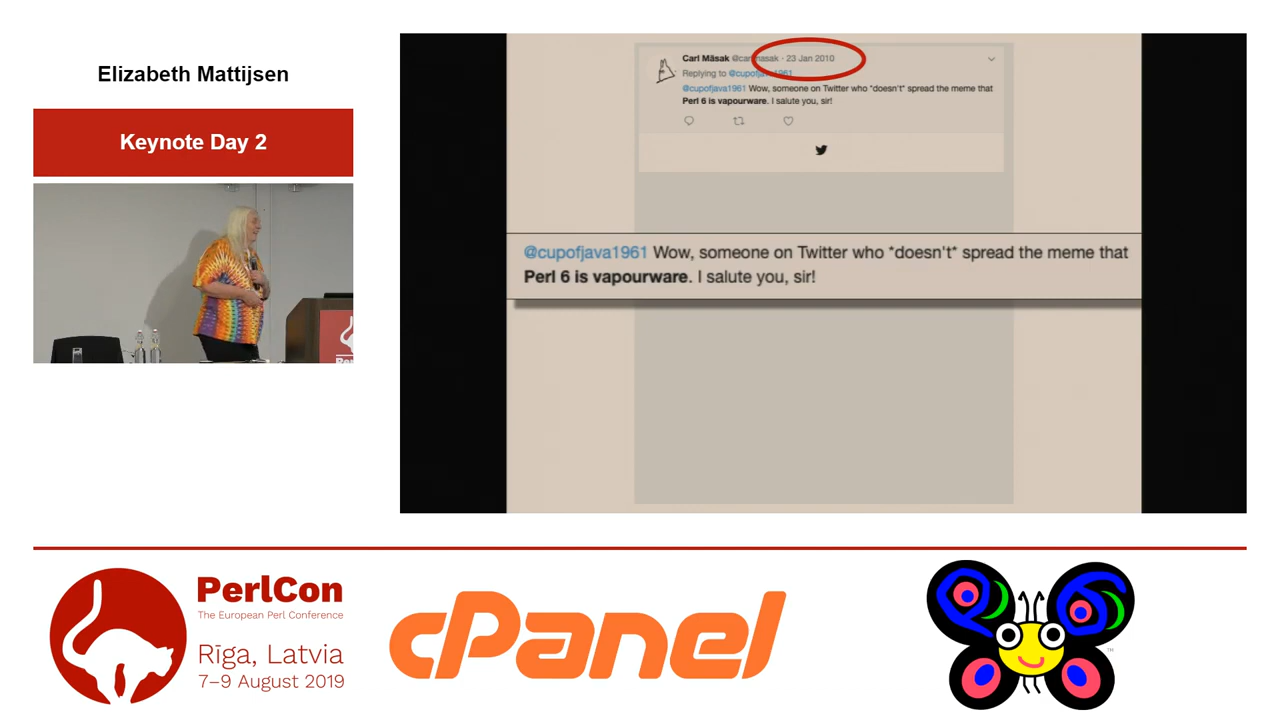 Elizabeth Mattijsen
Keynote Day 2
Carl Mäsak @carlmasak · 23 Jan 2010
Replying to @cupofjava1961
@cupofjava1961 Wow, someone on Twitter who *doesn't* spread the meme that
Perl 6 is vapourware. I salute you, sir!
@cupofjava1961 Wow, someone on Twitter who *doesn't* spread the meme that
Perl 6 is vapourware. I salute you, sir!
PerlCon
The European Perl Conference
Rīga, Latvia
7–9 August 2019
cPanel
TM